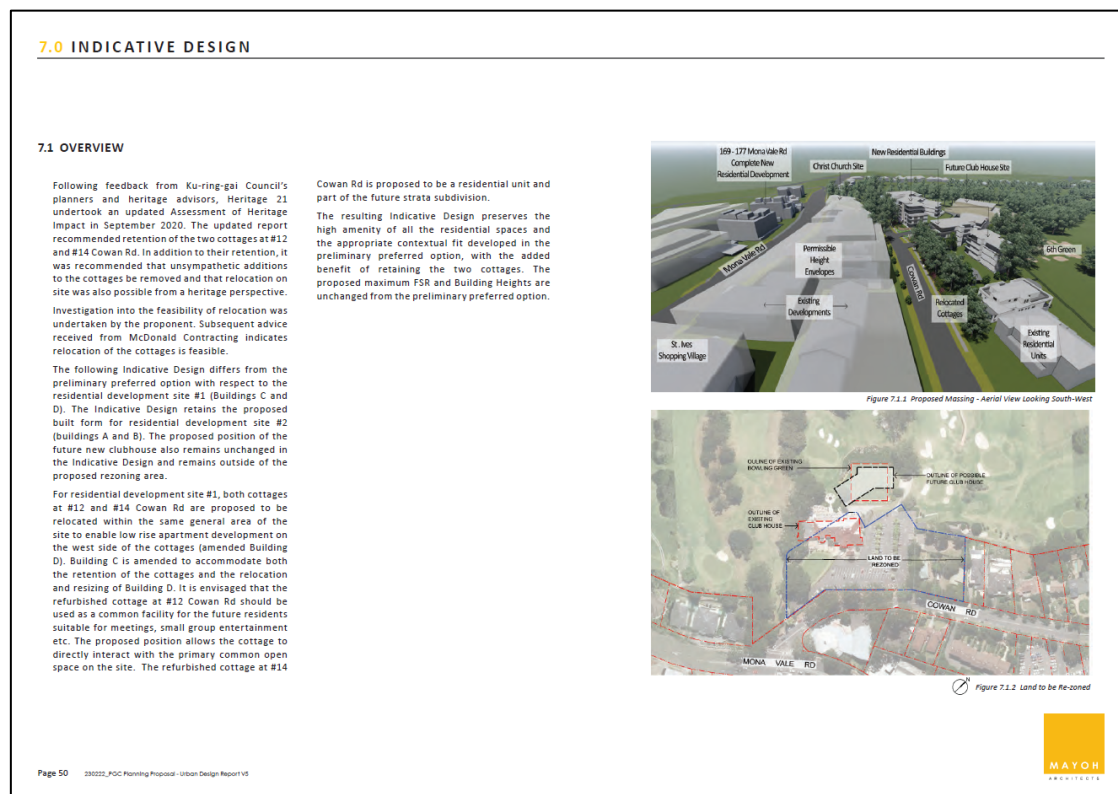 7.0 INDICATIVE DESIGN
7.1 OVERVIEW
Following feedback from Ku-ring-gai Council's
planners and heritage advisors, Heritage 21
undertook an updated Assessment of Heritage
Impact in September 2020. The updated report
recommended retention of the two cottages at #12
and #14 Cowan Rd. In addition to their retention, it
was recommended that unsympathetic additions
to the cottages be removed and that relocation on
site was also possible from a heritage perspective.
Investigation into the feasibility of relocation was
undertaken by the proponent. Subsequent advice
received from McDonald Contracting indicates
relocation of the cottages is feasible.
The following Indicative Design differs from the
preliminary preferred option with respect to the
residential development site #1 (Buildings C and
D). The Indicative Design retains the proposed
built form for residential development site #2
(buildings A and B). The proposed position of the
future new clubhouse also remains unchanged in
the Indicative Design and remains outside of the
proposed rezoning area.
For residential development site #1, both cottages
at #12 and #14 Cowan Rd are proposed to be
relocated within the same general area of the
site to enable low rise apartment development on
the west side of the cottages (amended Building
D). Building C is amended to accommodate both
the retention of the cottages and the relocation
and resizing of Building D. It is envisaged that the
refurbished cottage at #12 Cowan Rd should be
used as a common facility for the future residents
suitable for meetings, small group entertainment
etc. The proposed position allows the cottage to
directly interact with the primary common open
space on the site. The refurbished cottage at #14
Cowan Rd is proposed to be a residential unit and
part of the future strata subdivision.
The resulting Indicative Design preserves the
high amenity of all the residential spaces and
the appropriate contextual fit developed in the
preliminary preferred option, with the added
benefit of retaining the two cottages. The
proposed maximum FSR and Building Heights are
unchanged from the preliminary preferred option.
169 - 177 Mona Vale Rd
Complete New
Residential Development
Christ Church Site
New Residential Buildings
Future Club House Site
Mona Vale Rd
Permissible
Height
Envelopes
Cowan Rd
6th Green
Existing
Developments
Relocated
Cottages
St . Ives
Shopping Village
Existing
Residential
Units
Figure 7.1.1 Proposed Massing - Aerial View Looking South-West
OULINE OF EXISTING
BOWLING GREEN
OUTLINE OF POSSIBLE
FUTURE CLUB HOUSE
OUTLINE OF
EXISTING
CLUB HOUSE
LAND TO BE
REZONED
COWAN RD
MONA VALE RD
N
Figure 7.1.2 Land to be Re-zoned
MAYOH
ARCHITECTS
Page 50 230222_PGC Planning Proposal - Urban Design Report V5